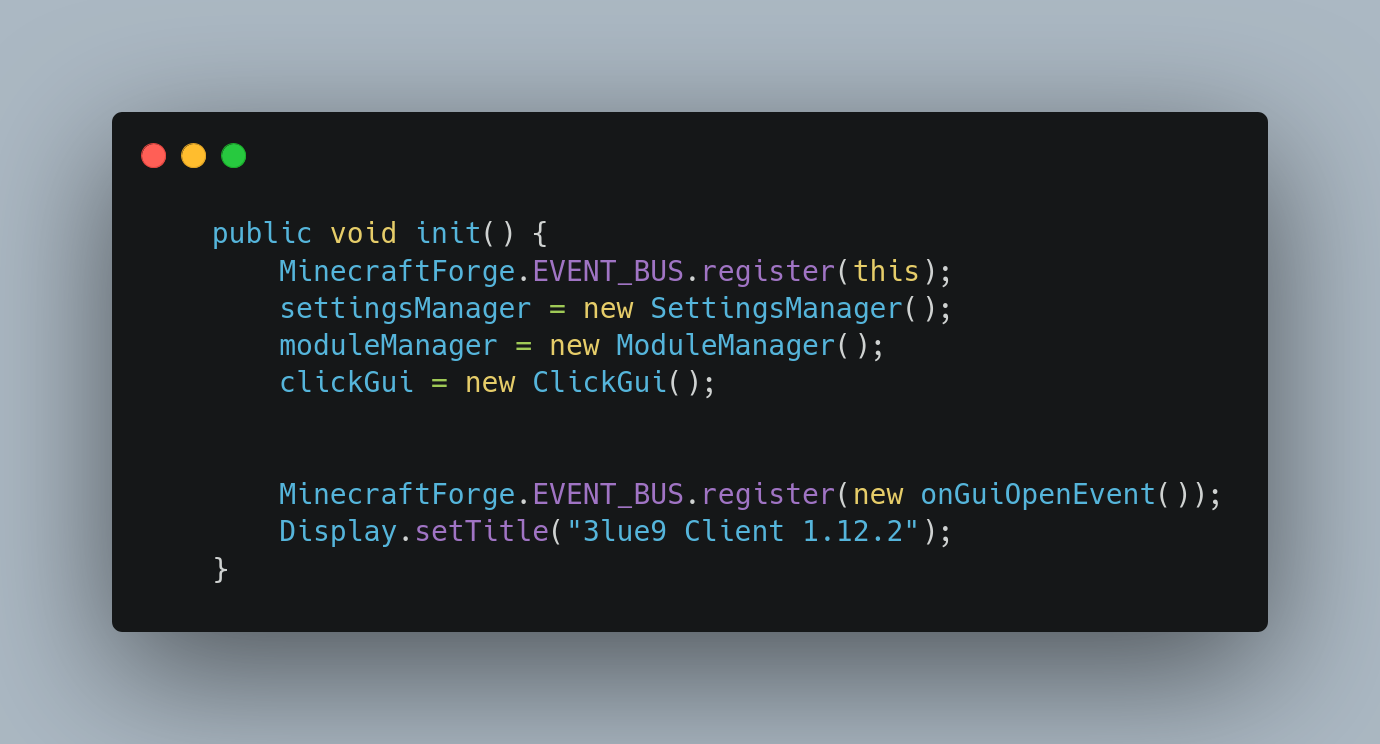 public void init() {
    MinecraftForge.EVENT_BUS.register(this);
    settingsManager = new SettingsManager();
    moduleManager = new ModuleManager();
    clickGui = new ClickGui();
    MinecraftForge.EVENT_BUS.register(new onGuiOpenEvent());
    Display.setTitle("3lue9 Client 1.12.2");
}